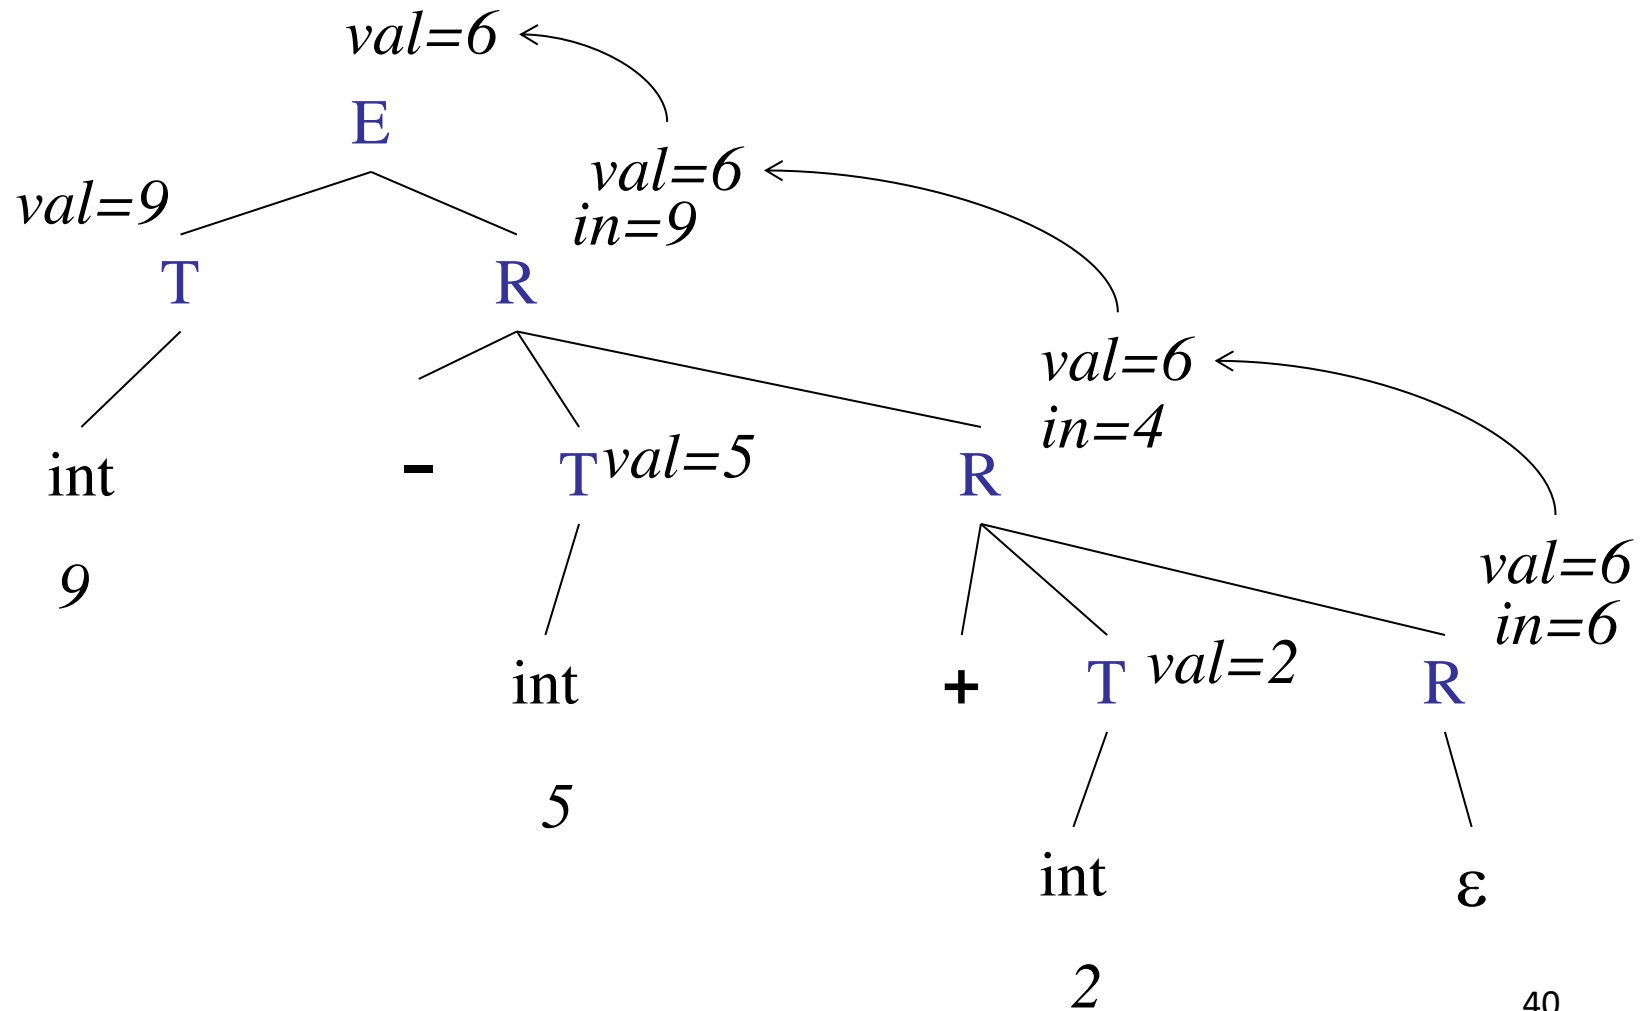 val=6
E
val=6
val=9
in=9
T R
val=6
in=4
int - T val=5 R
val=6
9
in=6
int + T val=2 R
5
int ε
2
40